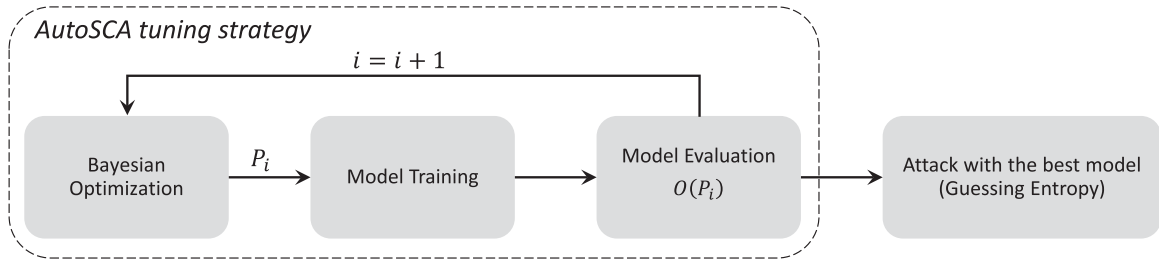 AutoSCA tuning strategy
i = i + 1
Bayesian
Optimization
P_i
Model Training
Model Evaluation
O(P_i)
Attack with the best model
(Guessing Entropy)